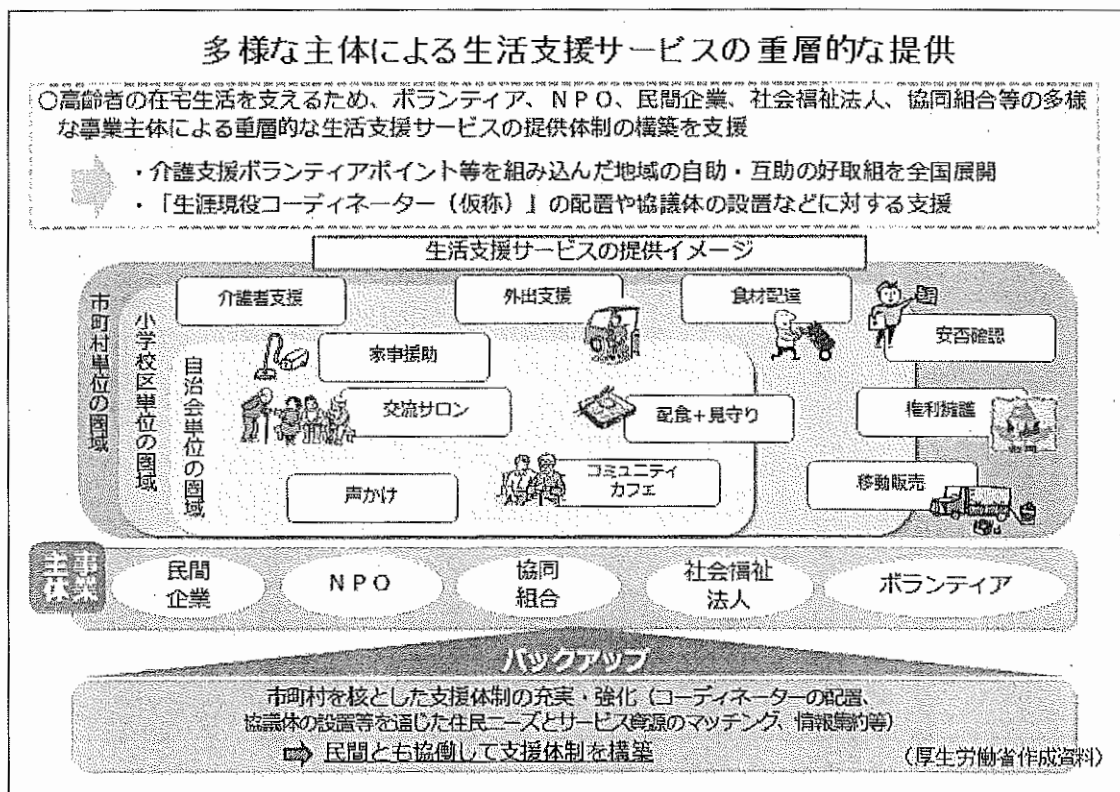 多様な主体による生活支援サービスの重層的な提供
○高齢者の在宅生活を支えるため、ボランティア、ＮＰＯ、民間企業、社会福祉法人、協同組合等の多様
な事業主体による重層的な生活支援サービスの提供体制の構築を支援
・介護支援ボランティアポイント等を組み込んだ地域の自助・互助の好取組を全国展開
・「生涯現役コーディネーター（仮称）」の配置や協議体の設置などに対する支援
生活支援サービスの提供イメージ
市町村単位の圏域
小学校区単位の圏域
自治会単位の圏域
介護者支援
外出支援
食材配達
安否確認
家事援助
交流サロン
配食＋見守り
権利擁護
声かけ
コミュニティ
カフェ
移動販売
事業
主体
民間
企業
ＮＰＯ
協同
組合
社会福祉
法人
ボランティア
バックアップ
市町村を核とした支援体制の充実・強化（コーディネーターの配置、
協議体の設置等を通じた住民ニーズとサービス資源のマッチング、情報集約等）
民間とも協働して支援体制を構築
（厚生労働省作成資料）